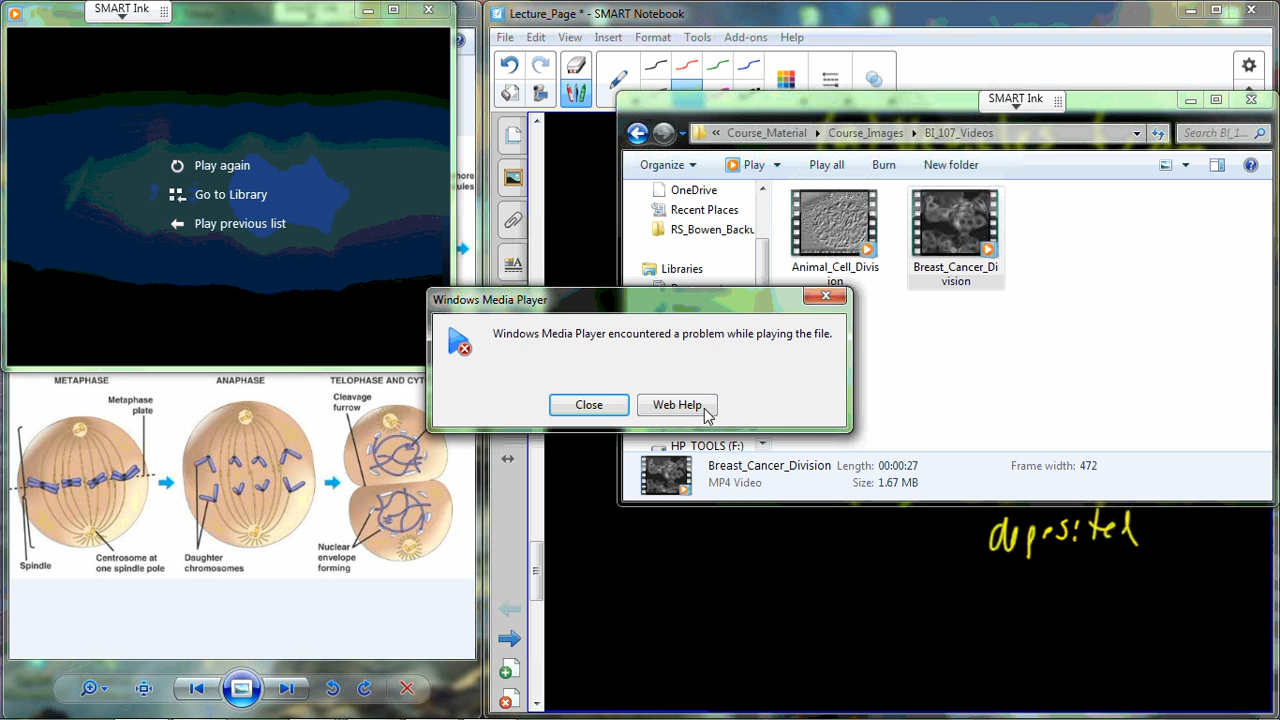 SMART Ink
Play again
Go to Library
Play previous list
Lecture_Page * - SMART Notebook
File Edit View Insert Format Tools Add-ons Help
SMART Ink
« Course_Material Course_Images BI_107_Videos
Search BI_1...
Organize Play Play all Burn New folder
OneDrive
Recent Places
RS_Bowen_Backu
Libraries
Animal_Cell_Divis
ion
Breast_Cancer_Di
vision
Windows Media Player
Windows Media Player encountered a problem while playing the file.
Close Web Help
HP_TOOLS (F:)
Breast_Cancer_Division Length: 00:00:27 Frame width: 472
MP4 Video Size: 1.67 MB
METAPHASE ANAPHASE TELOPHASE AND CYT
Metaphase
plate
Cleavage
furrow
Spindle
Centrosome at
one spindle pole
Daughter
chromosomes
Nuclear
envelope
forming
deposited